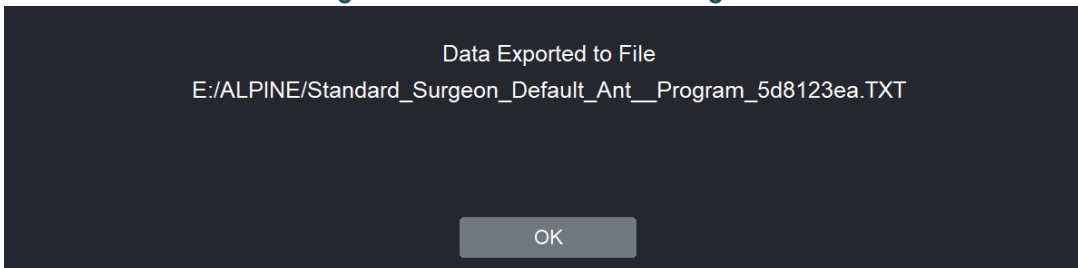 Data Exported to File
E:/ALPINE/Standard_Surgeon_Default_Ant__Program_5d8123ea.TXT
OK